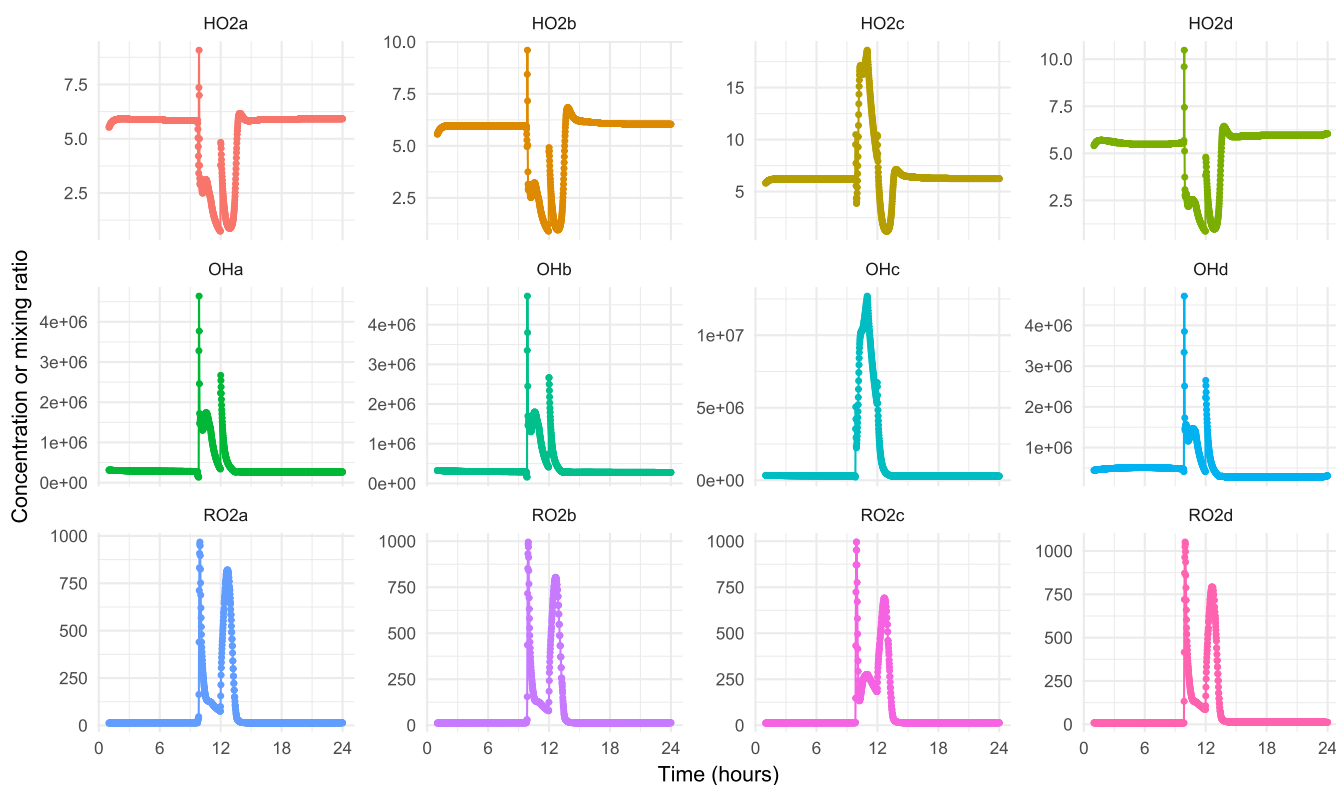 HO2a HO2b HO2c HO2d
7.5
5.0
2.5
10.0
7.5
5.0
2.5
15
10
5
10.0
7.5
5.0
2.5
OHa OHb OHc OHd
4e+06
3e+06
2e+06
1e+06
0e+00
4e+06
3e+06
2e+06
1e+06
0e+00
1e+07
5e+06
0e+00
4e+06
3e+06
2e+06
1e+06
RO2a RO2b RO2c RO2d
1000
750
500
250
0
1000
750
500
250
0
1000
750
500
250
0
1000
750
500
250
0
0 6 12 18 24 0 6 12 18 24 0 6 12 18 24 0 6 12 18 24
Time (hours)
Concentration or mixing ratio